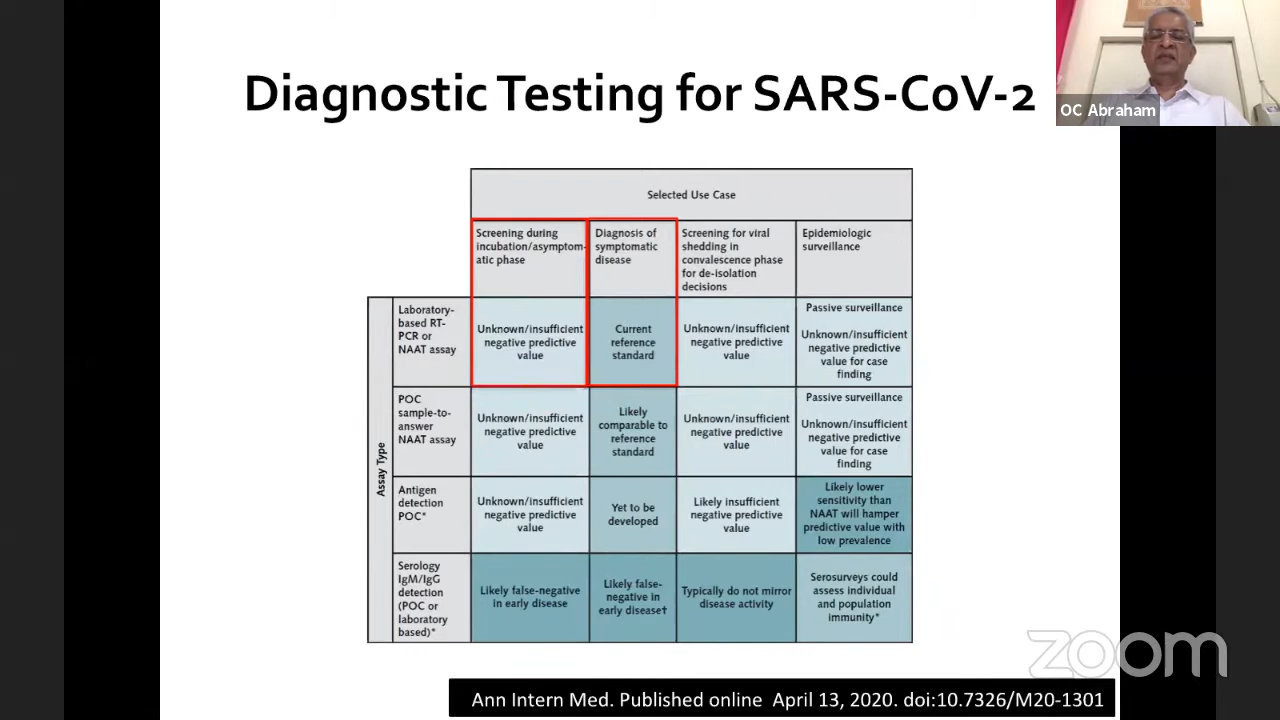 Diagnostic Testing for SARS-CoV-2
OC Abraham
Selected Use Case
Screening during
incubation/asymptom-
atic phase
Diagnosis of
symptomatic
disease
Screening for viral
shedding in
convalescence phase
for de-isolation
decisions
Epidemiologic
surveillance
Assay Type
Laboratory-
based RT-
PCR or
NAAT assay
Unknown/insufficient
negative predictive
value
Current
reference
standard
Unknown/insufficient
negative predictive
value
Passive surveillance
Unknown/insufficient
negative predictive
value for case
finding
POC
sample-to-
answer
NAAT assay
Unknown/insufficient
negative predictive
value
Likely
comparable to
reference
standard
Unknown/insufficient
negative predictive
value
Passive surveillance
Unknown/insufficient
negative predictive
value for case
finding
Antigen
detection
POC*
Unknown/insufficient
negative predictive
value
Yet to be
developed
Likely insufficient
negative predictive
value
Likely lower
sensitivity than
NAAT will hamper
predictive value with
low prevalence
Serology
IgM/IgG
detection
(POC or
laboratory
based)*
Likely false-negative
in early disease
Likely false-
negative in
early disease†
Typically do not mirror
disease activity
Serosurveys could
assess individual
and population
immunity*
zoom
Ann Intern Med. Published online April 13, 2020. doi:10.7326/M20-1301